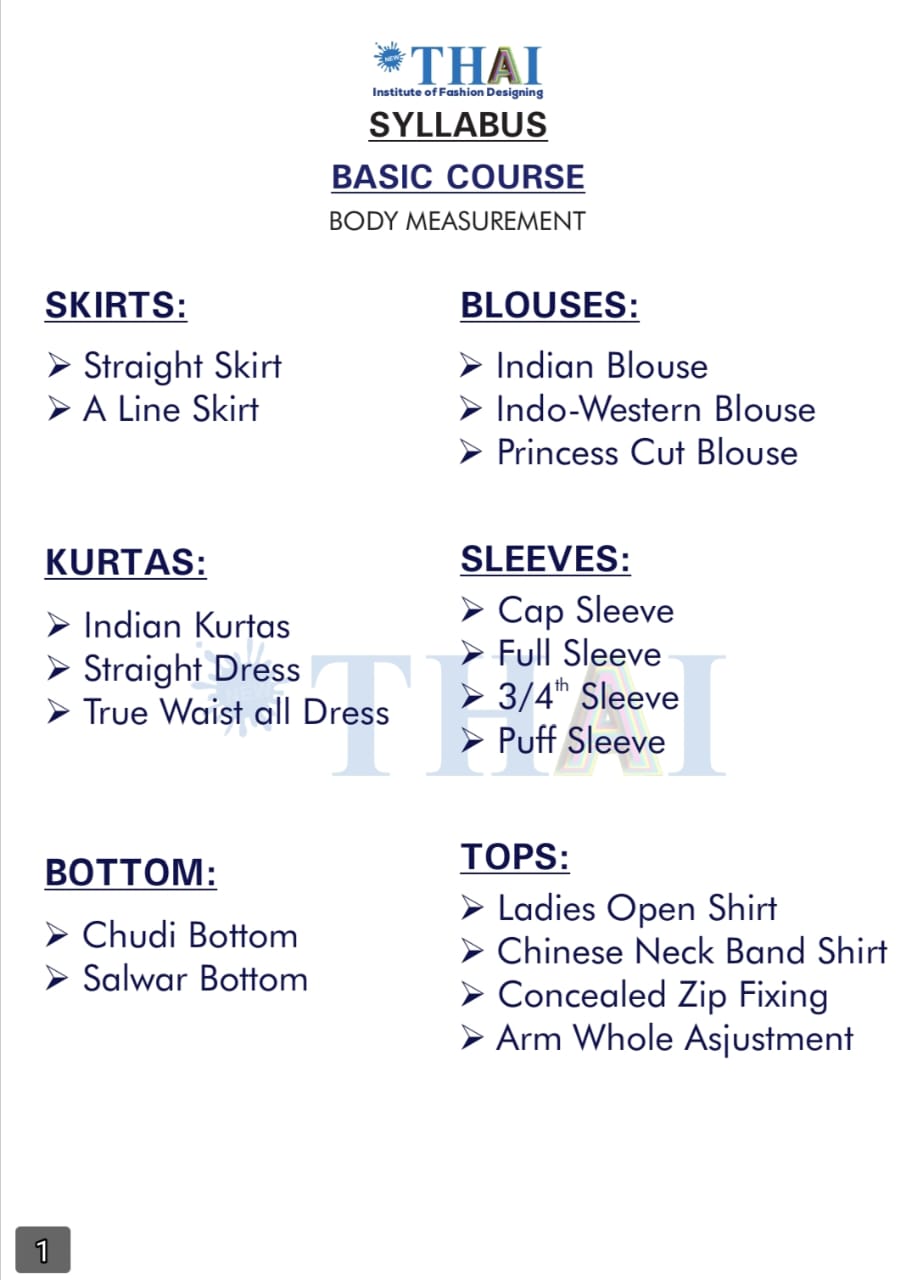 NEW THAI
Institute of Fashion Designing
SYLLABUS
BASIC COURSE
BODY MEASUREMENT
SKIRTS:
➢ Straight Skirt
➢ A Line Skirt
BLOUSES:
➢ Indian Blouse
➢ Indo-Western Blouse
➢ Princess Cut Blouse
KURTAS:
➢ Indian Kurtas
➢ Straight Dress
➢ True Waist all Dress
SLEEVES:
➢ Cap Sleeve
➢ Full Sleeve
➢ 3/4th Sleeve
➢ Puff Sleeve
NEW THAI
BOTTOM:
➢ Chudi Bottom
➢ Salwar Bottom
TOPS:
➢ Ladies Open Shirt
➢ Chinese Neck Band Shirt
➢ Concealed Zip Fixing
➢ Arm Whole Asjustment
1